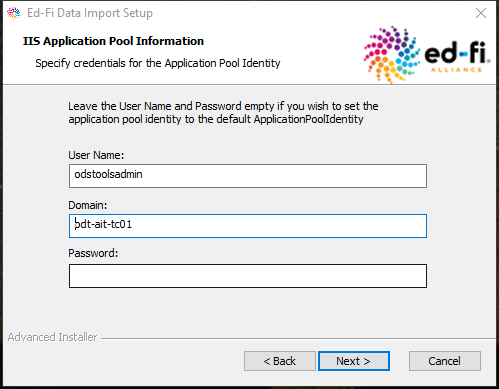 Ed-Fi Data Import Setup
IIS Application Pool Information
Specify credentials for the Application Pool Identity
ed-fi
ALLIANCE
Leave the User Name and Password empty if you wish to set the
application pool identity to the default ApplicationPoolIdentity
User Name:
odstoolsadmin
Domain:
pdt-ait-tc01
Password:
Advanced Installer
< Back
Next >
Cancel